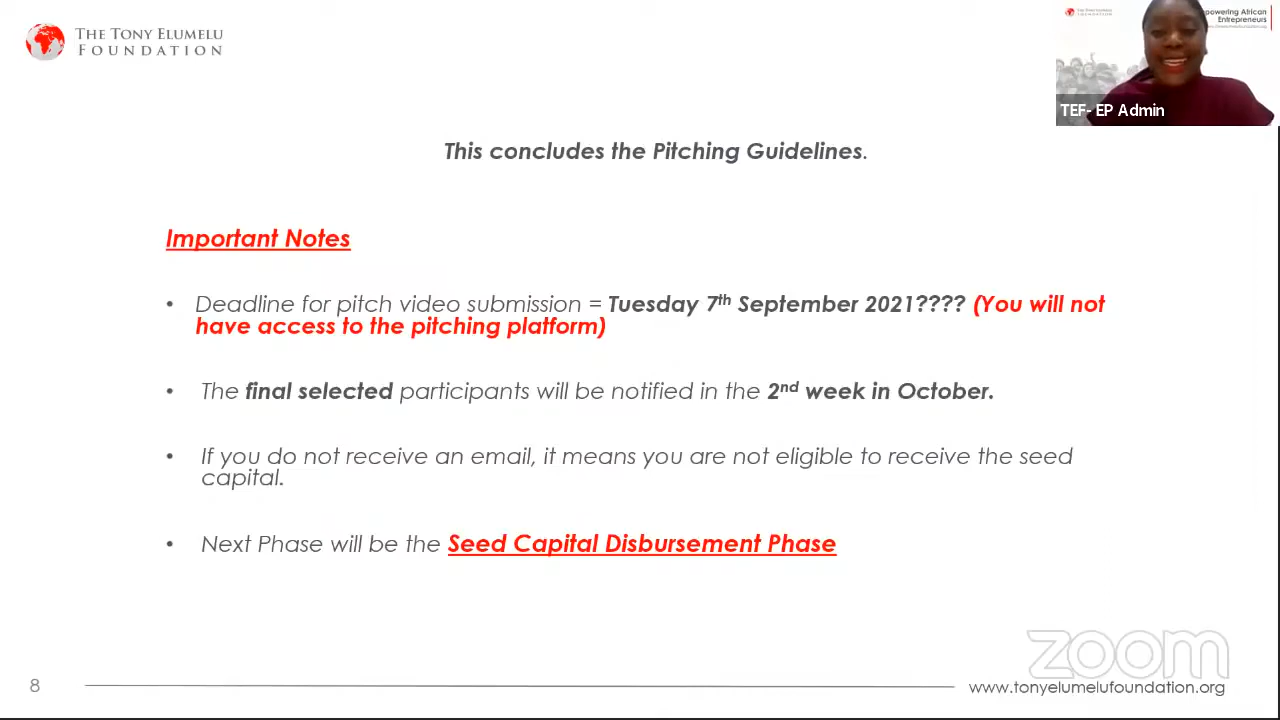 THE TONY ELUMELU
FOUNDATION
powering African
Entrepreneurs
TEF- EP Admin
This concludes the Pitching Guidelines.
Important Notes
• Deadline for pitch video submission = Tuesday 7th September 2021???? (You will not
have access to the pitching platform)
• The final selected participants will be notified in the 2nd week in October.
• If you do not receive an email, it means you are not eligible to receive the seed
capital.
• Next Phase will be the Seed Capital Disbursement Phase
zoom
8
www.tonyelumelufoundation.org